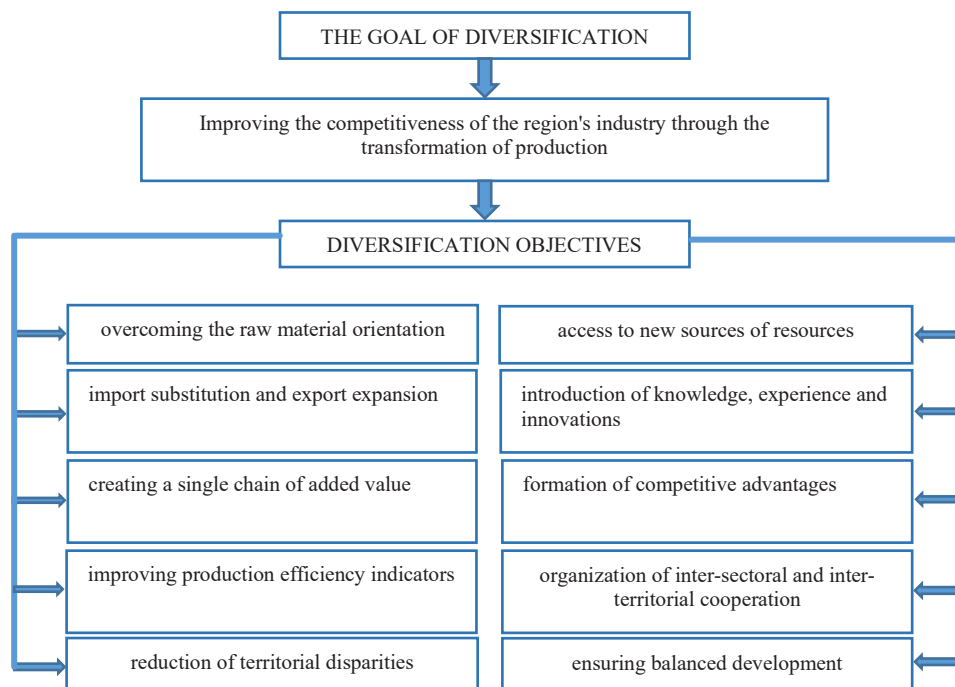 THE GOAL OF DIVERSIFICATION
Improving the competitiveness of the region's industry through the
transformation of production
DIVERSIFICATION OBJECTIVES
overcoming the raw material orientation
access to new sources of resources
import substitution and export expansion
introduction of knowledge, experience and
innovations
creating a single chain of added value
formation of competitive advantages
improving production efficiency indicators
organization of inter-sectoral and inter-
territorial cooperation
reduction of territorial disparities
ensuring balanced development